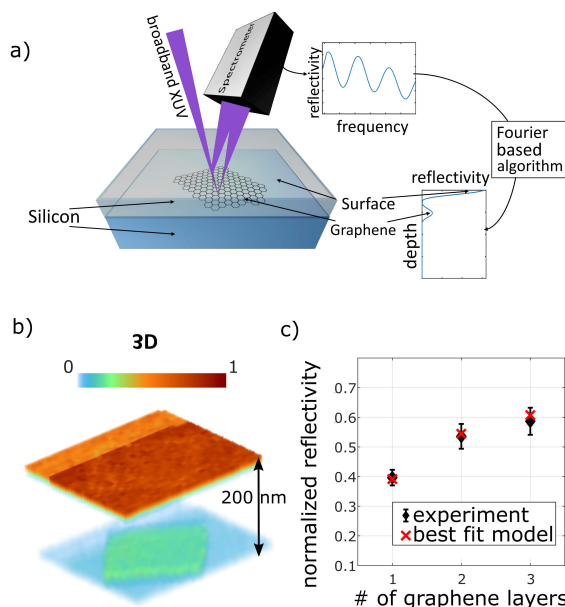 a)
broadband XUV
Spectrometer
reflectivity
frequency
Fourier
based
algorithm
reflectivity
Surface
Silicon
Graphene
depth
b)
3D
0
1
200 nm
c)
normalized reflectivity
0.7
0.6
0.5
0.4
0.3
0.2
0.1
experiment
best fit model
1
2
3
# of graphene layers